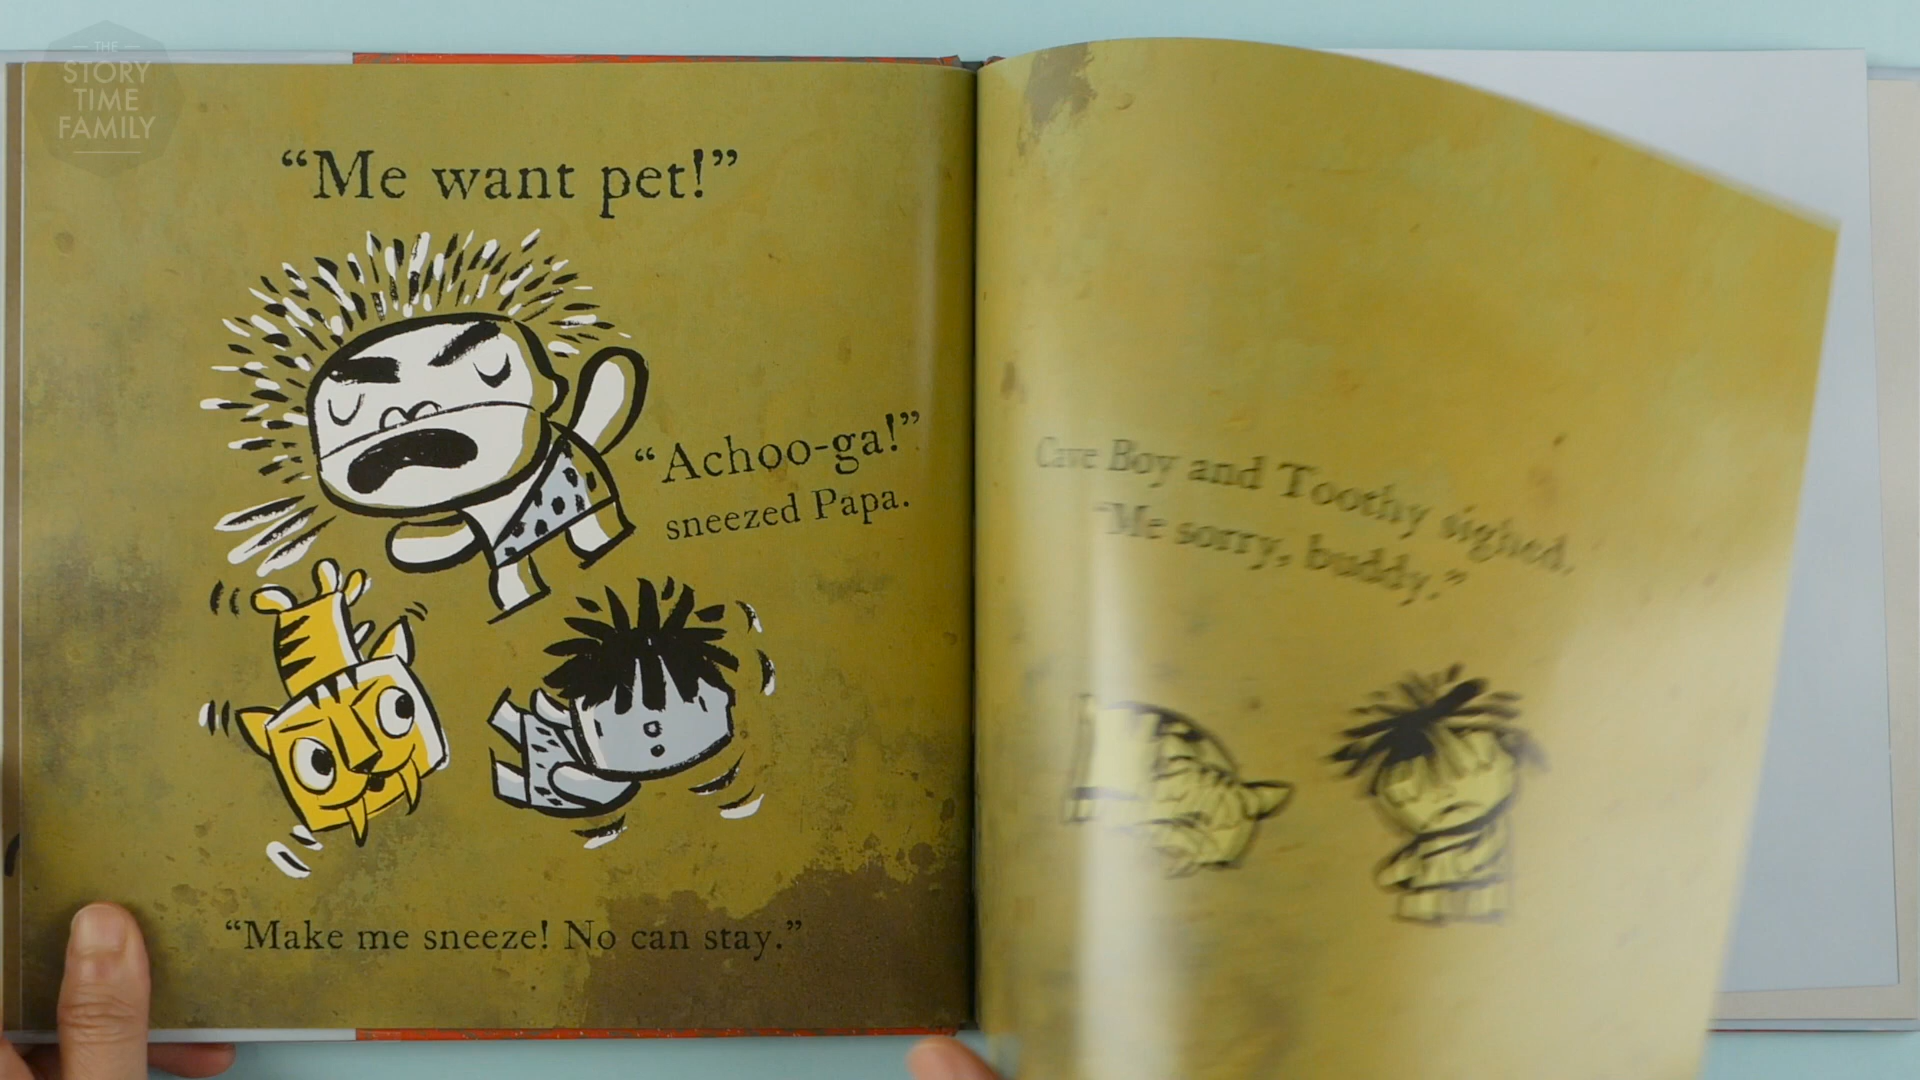 THE
STORY
TIME
FAMILY
“Me want pet!”
“Achoo-ga!”
sneezed Papa.
“Make me sneeze! No can stay.”
Cave Boy and Toothy sighed.
“Me sorry, buddy.”